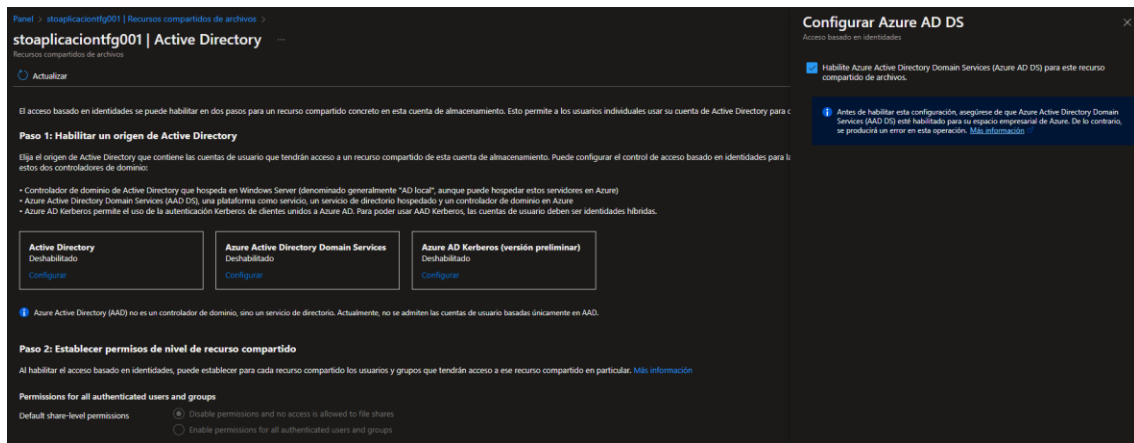 Panel > stoaplicaciontfg001 | Recursos compartidos de archivos >
stoaplicaciontfg001 | Active Directory ...
Recursos compartidos de archivos
Actualizar
El acceso basado en identidades se puede habilitar en dos pasos para un recurso compartido concreto en esta cuenta de almacenamiento. Esto permite a los usuarios individuales usar su cuenta de Active Directory para c
Paso 1: Habilitar un origen de Active Directory
Elija el origen de Active Directory que contiene las cuentas de usuario que tendrán acceso a un recurso compartido de esta cuenta de almacenamiento. Puede configurar el control de acceso basado en identidades para la
estos dos controladores de dominio:
• Controlador de dominio de Active Directory que hospeda en Windows Server (denominado generalmente "AD local", aunque puede hospedar estos servidores en Azure)
• Azure Active Directory Domain Services (AAD DS), una plataforma como servicio, un servicio de directorio hospedado y un controlador de dominio en Azure
• Azure AD Kerberos permite el uso de la autenticación Kerberos de clientes unidos a Azure AD. Para poder usar AAD Kerberos, las cuentas de usuario deben ser identidades híbridas.
Active Directory
Deshabilitado
Configurar
Azure Active Directory Domain Services
Deshabilitado
Configurar
Azure AD Kerberos (versión preliminar)
Deshabilitado
Configurar
Azure Active Directory (AAD) no es un controlador de dominio, sino un servicio de directorio. Actualmente, no se admiten las cuentas de usuario basadas únicamente en AAD.
Paso 2: Establecer permisos de nivel de recurso compartido
Al habilitar el acceso basado en identidades, puede establecer para cada recurso compartido los usuarios y grupos que tendrán acceso a ese recurso compartido en particular. Más información
Permissions for all authenticated users and groups
Default share-level permissions
Disable permissions and no access is allowed to file shares
Enable permissions for all authenticated users and groups
Configurar Azure AD DS
Acceso basado en identidades
Habilite Azure Active Directory Domain Services (Azure AD DS) para este recurso
compartido de archivos.
Antes de habilitar esta configuración, asegúrese de que Azure Active Directory Domain
Services (AAD DS) esté habilitado para su espacio empresarial de Azure. De lo contrario,
se producirá un error en esta operación. Más información